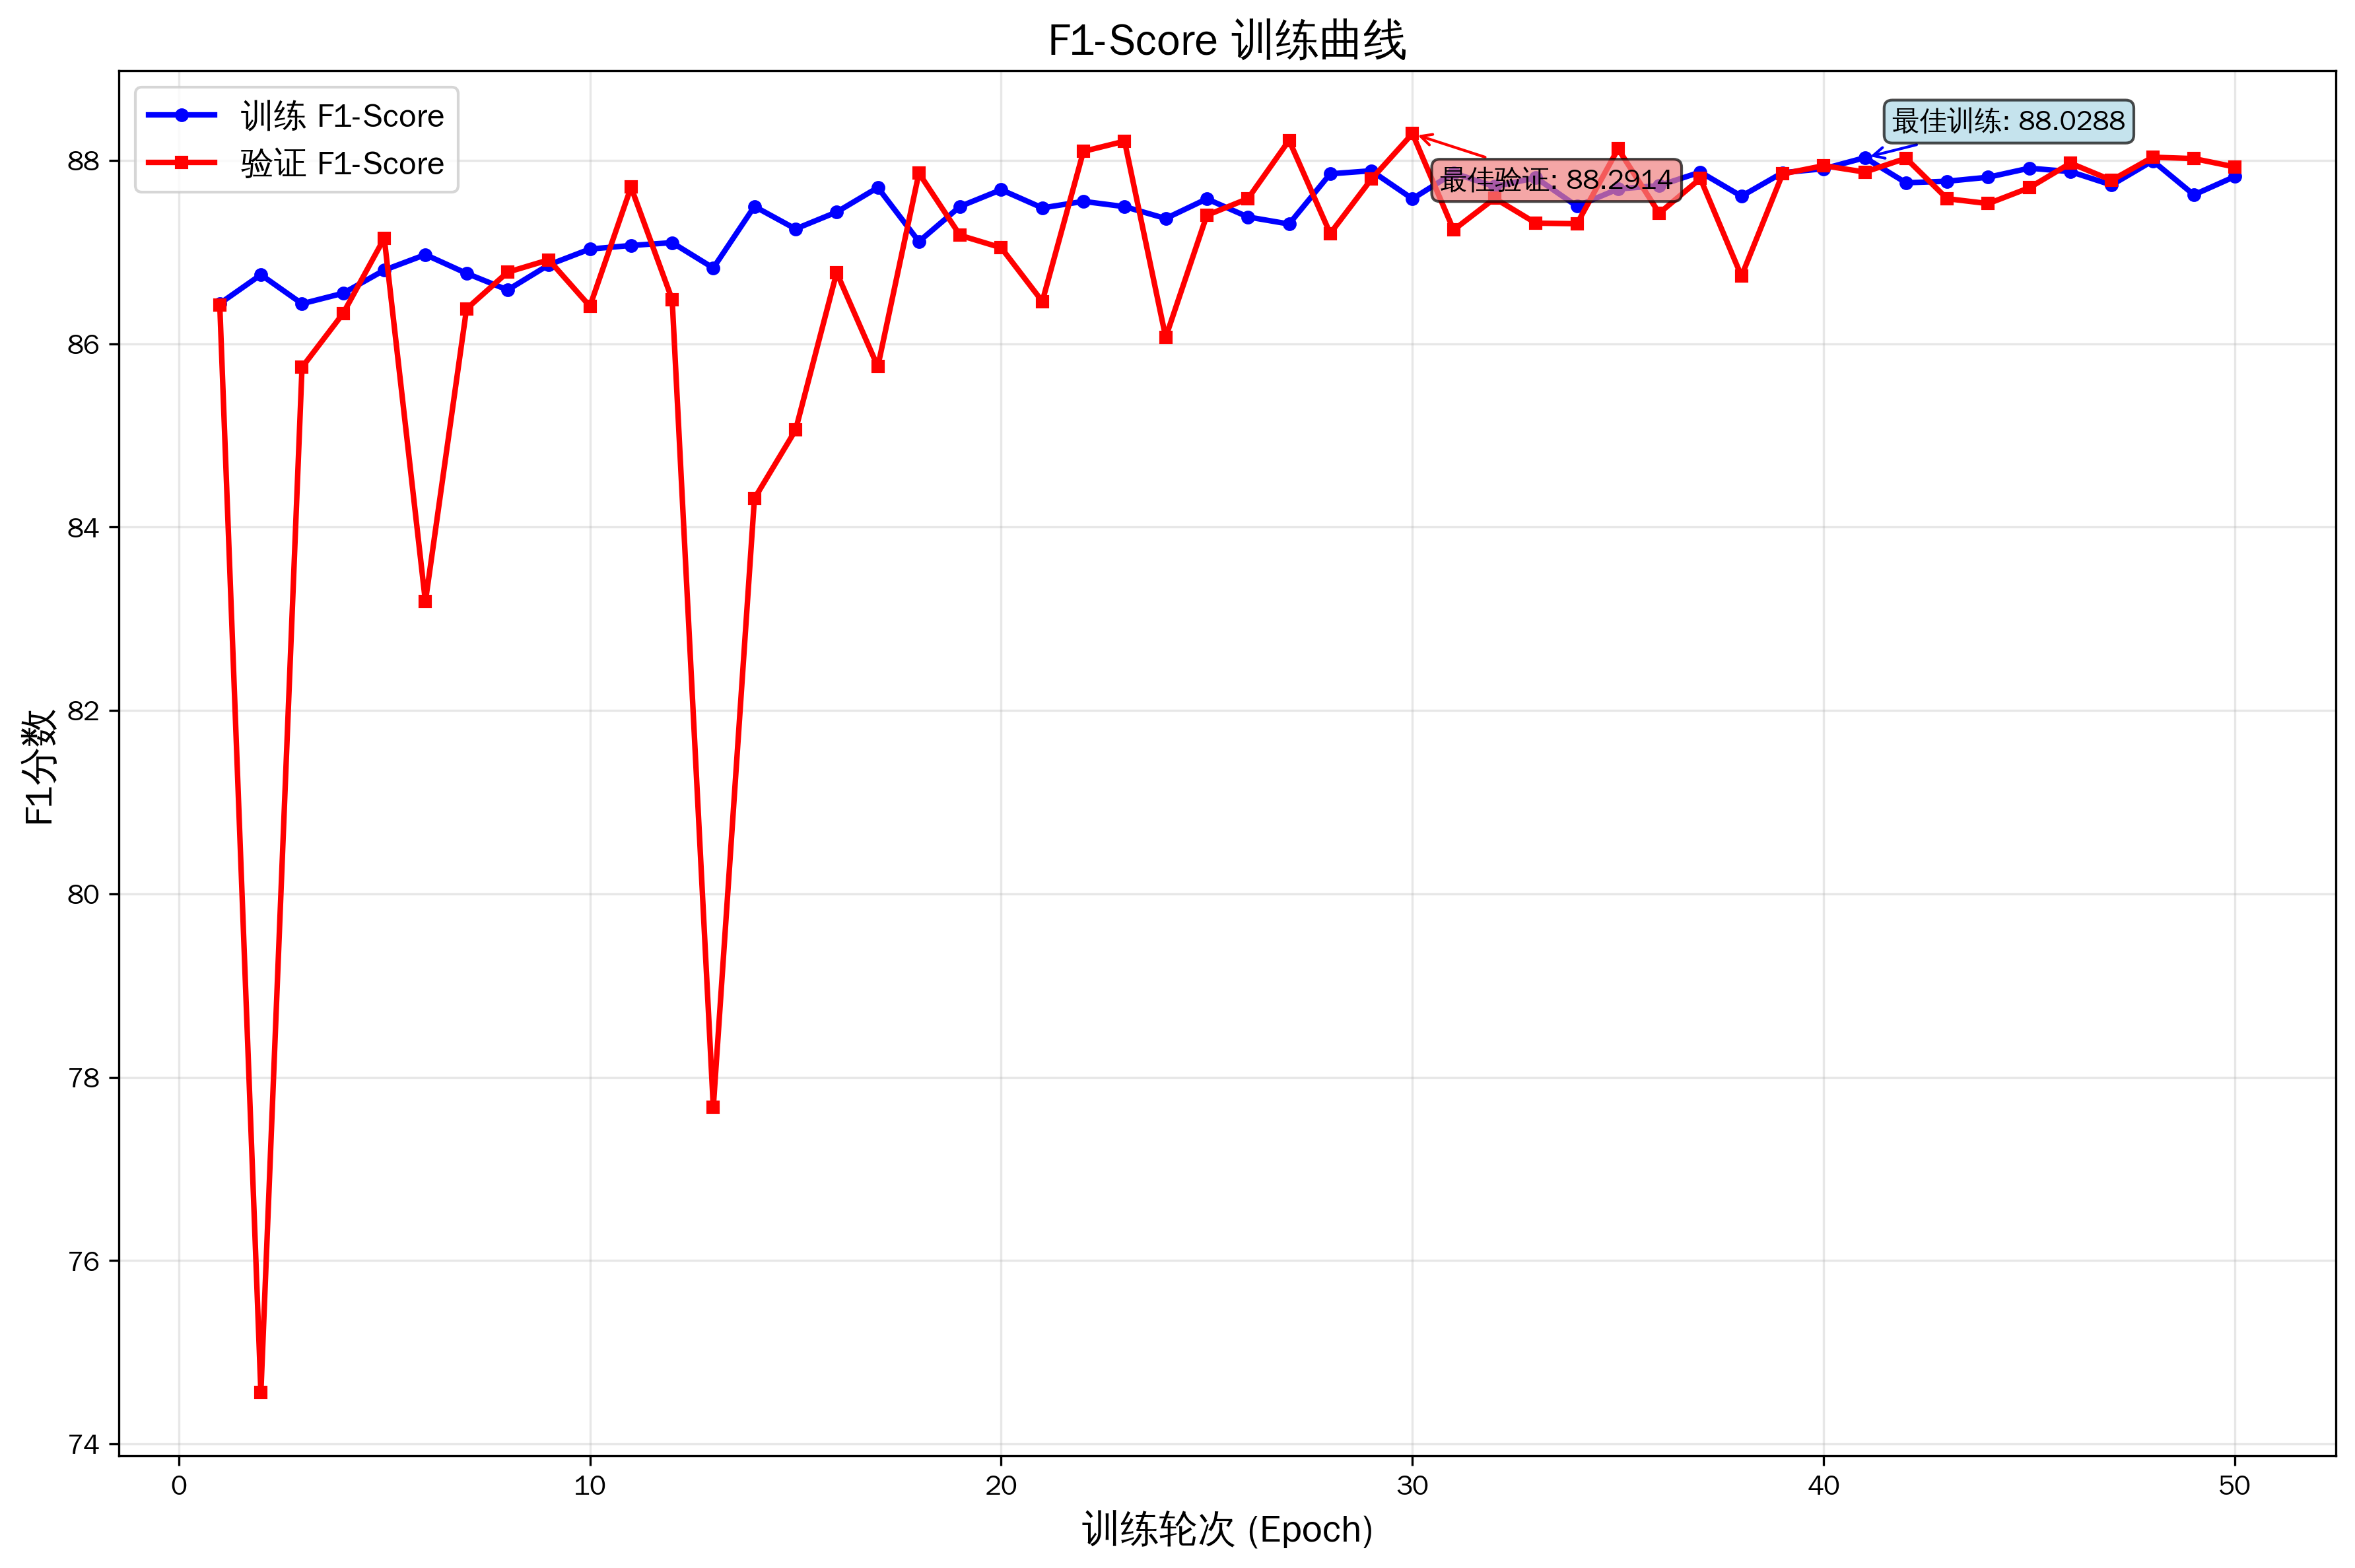 F1-Score 训练曲线
训练 F1-Score
验证 F1-Score
最佳训练: 88.0288
最佳验证: 88.2914
F1分数
88
86
84
82
80
78
76
74
0 10 20 30 40 50
训练轮次 (Epoch)